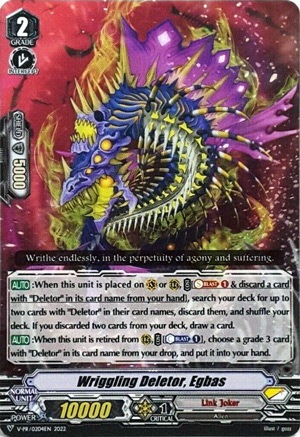 2
GRADE
INTERCEPT
SHIELD
5000
Writhe endlessly, in the perpetuity of agony and suffering.
AUTO:When this unit is placed on or BLAST 1 & discard a card
with "Deletor" in its card name from your hand], search your deck for up
to two cards with "Deletor" in their card names, discard them, and shuffle your
deck. If you discarded two cards from your deck, draw a card.
AUTO:When this unit is retired from BLAST 1], choose a grade 3 card
with "Deletor" in its card name from your drop, and put it into your hand.
Wriggling Deletor, Egbas
NORMAL
UNIT
POWER
10000
1
CRITICAL
Link Joker
Alien
V-PR/0204EN 2022
Illust / gozz